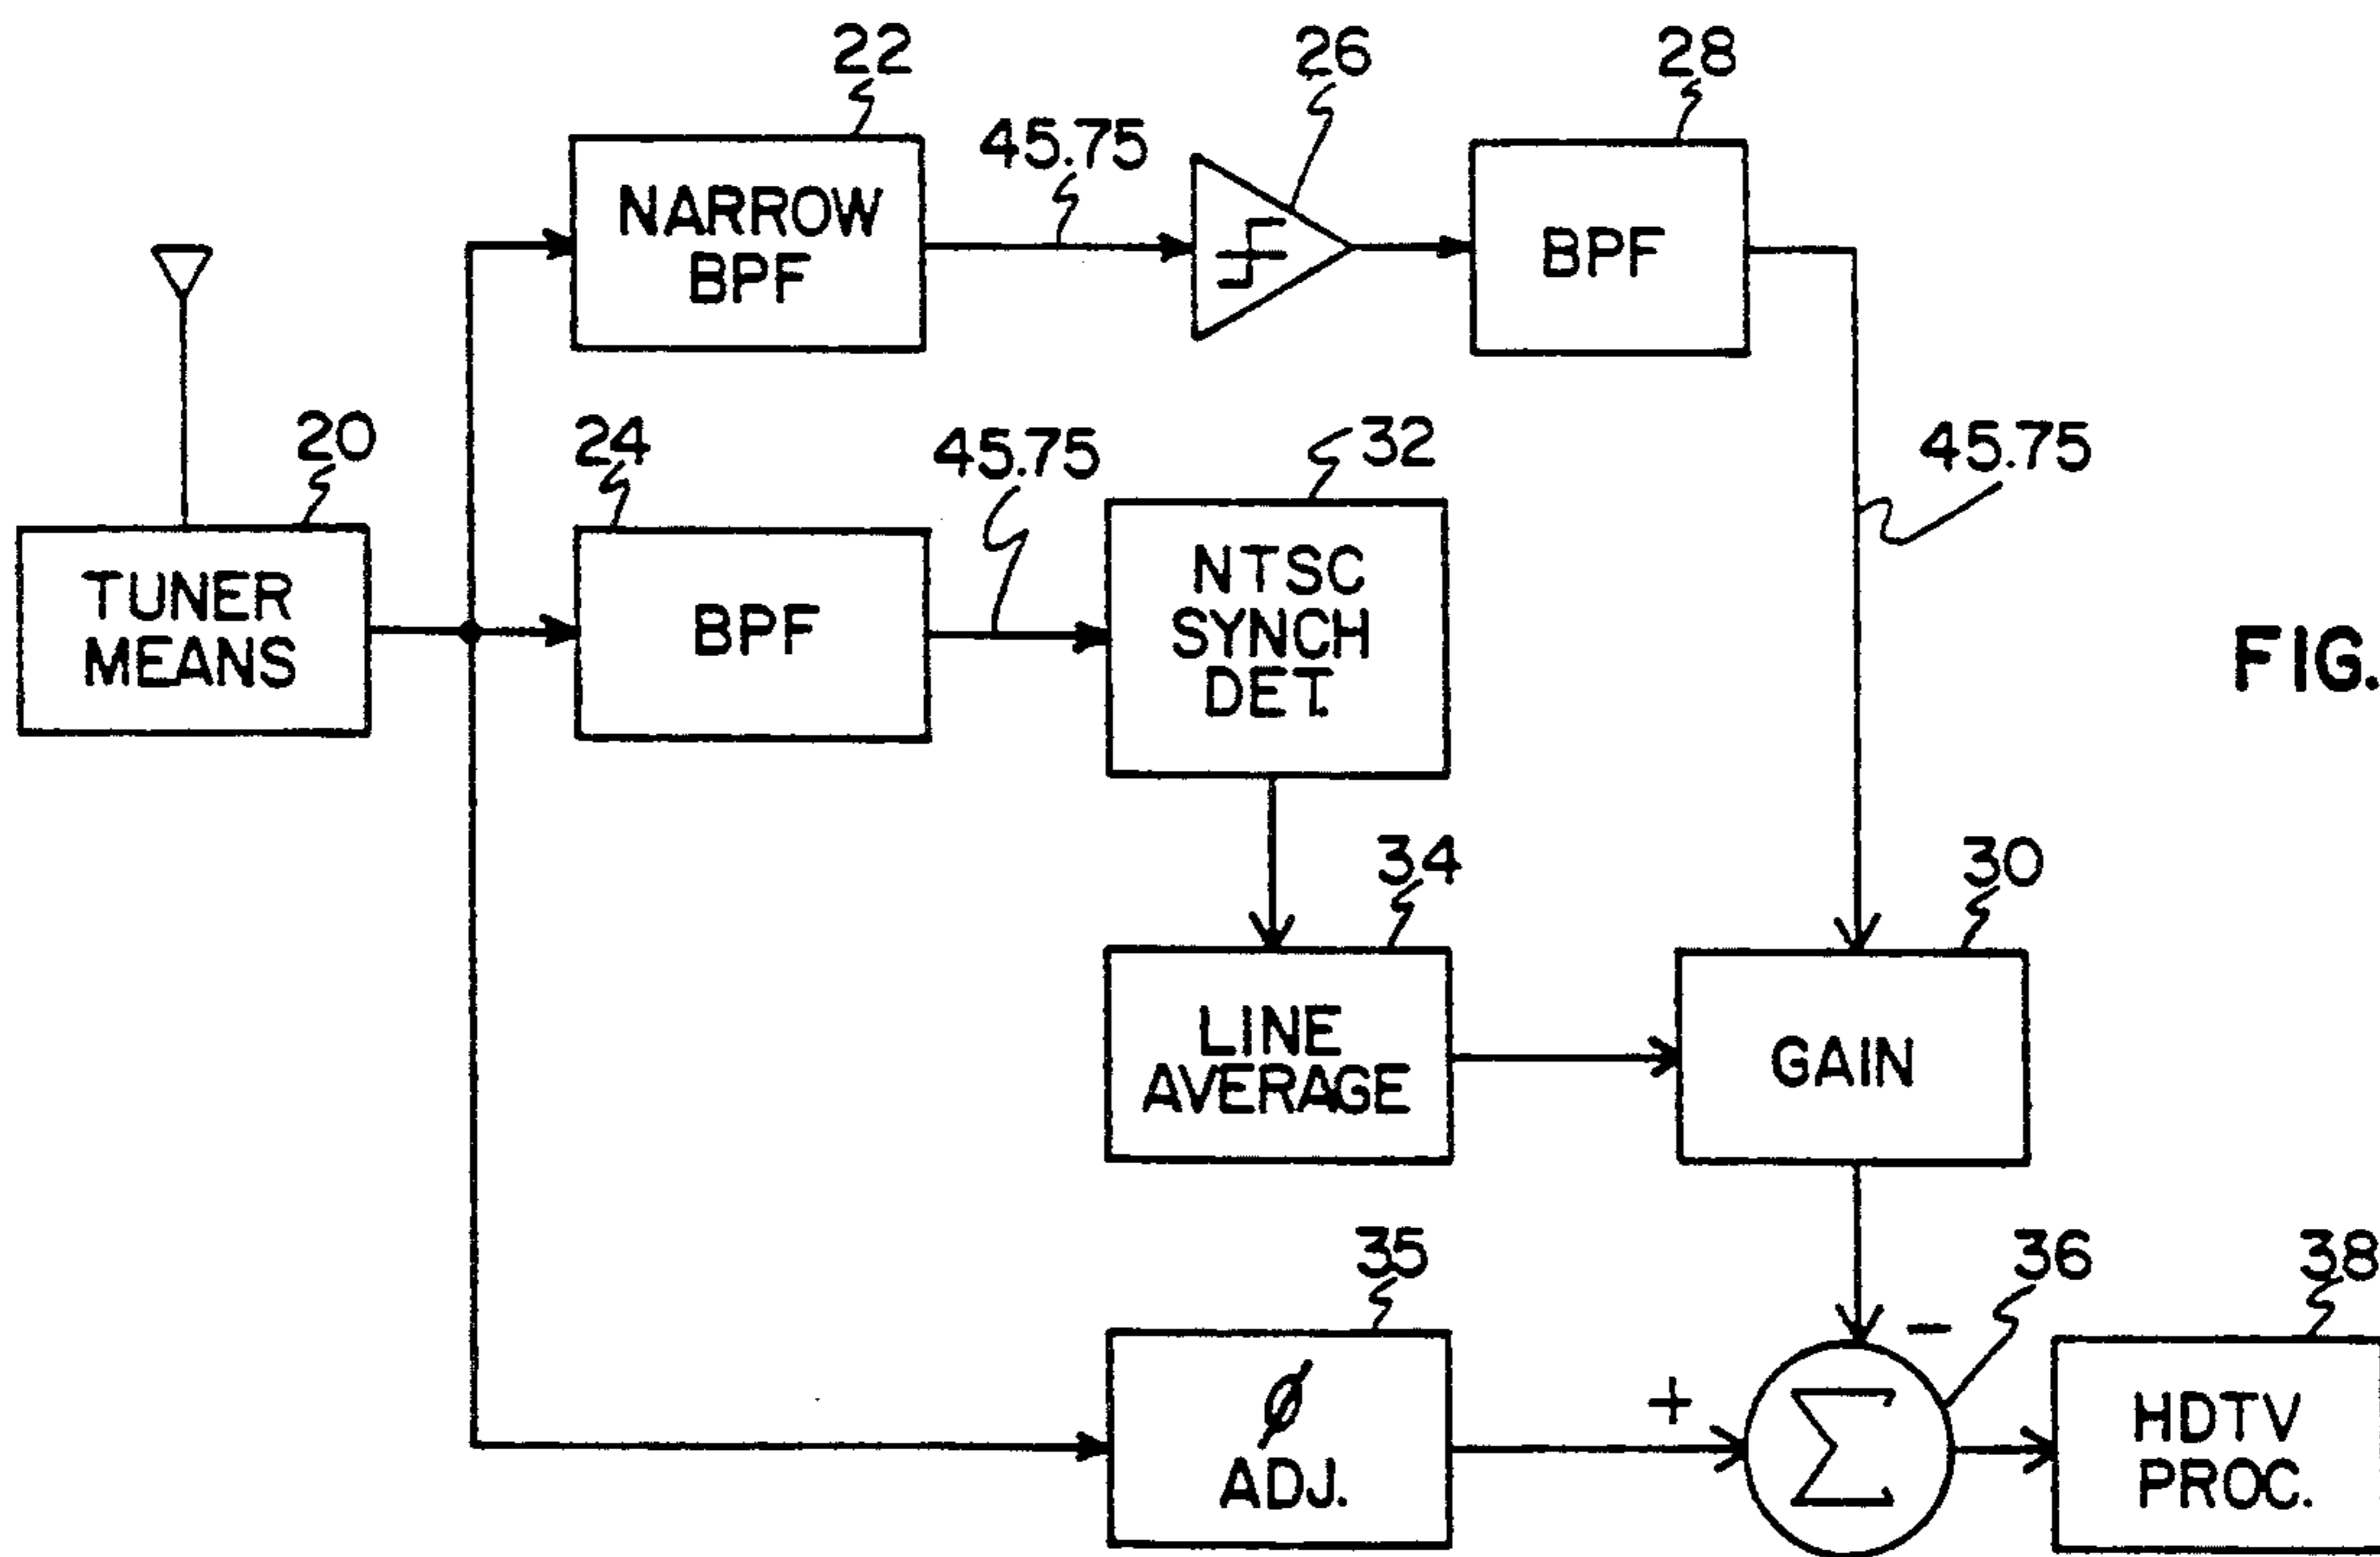 22
26
28
NARROW
BPF
45.75
BPF
20
TUNER
MEANS
24
BPF
45.75
32
NTSC
SYNCH
DET.
45.75
FIG.
34
LINE
AVERAGE
30
GAIN
35
ϕ
ADJ.
+
−
36
Σ
38
HDTV
PROC.